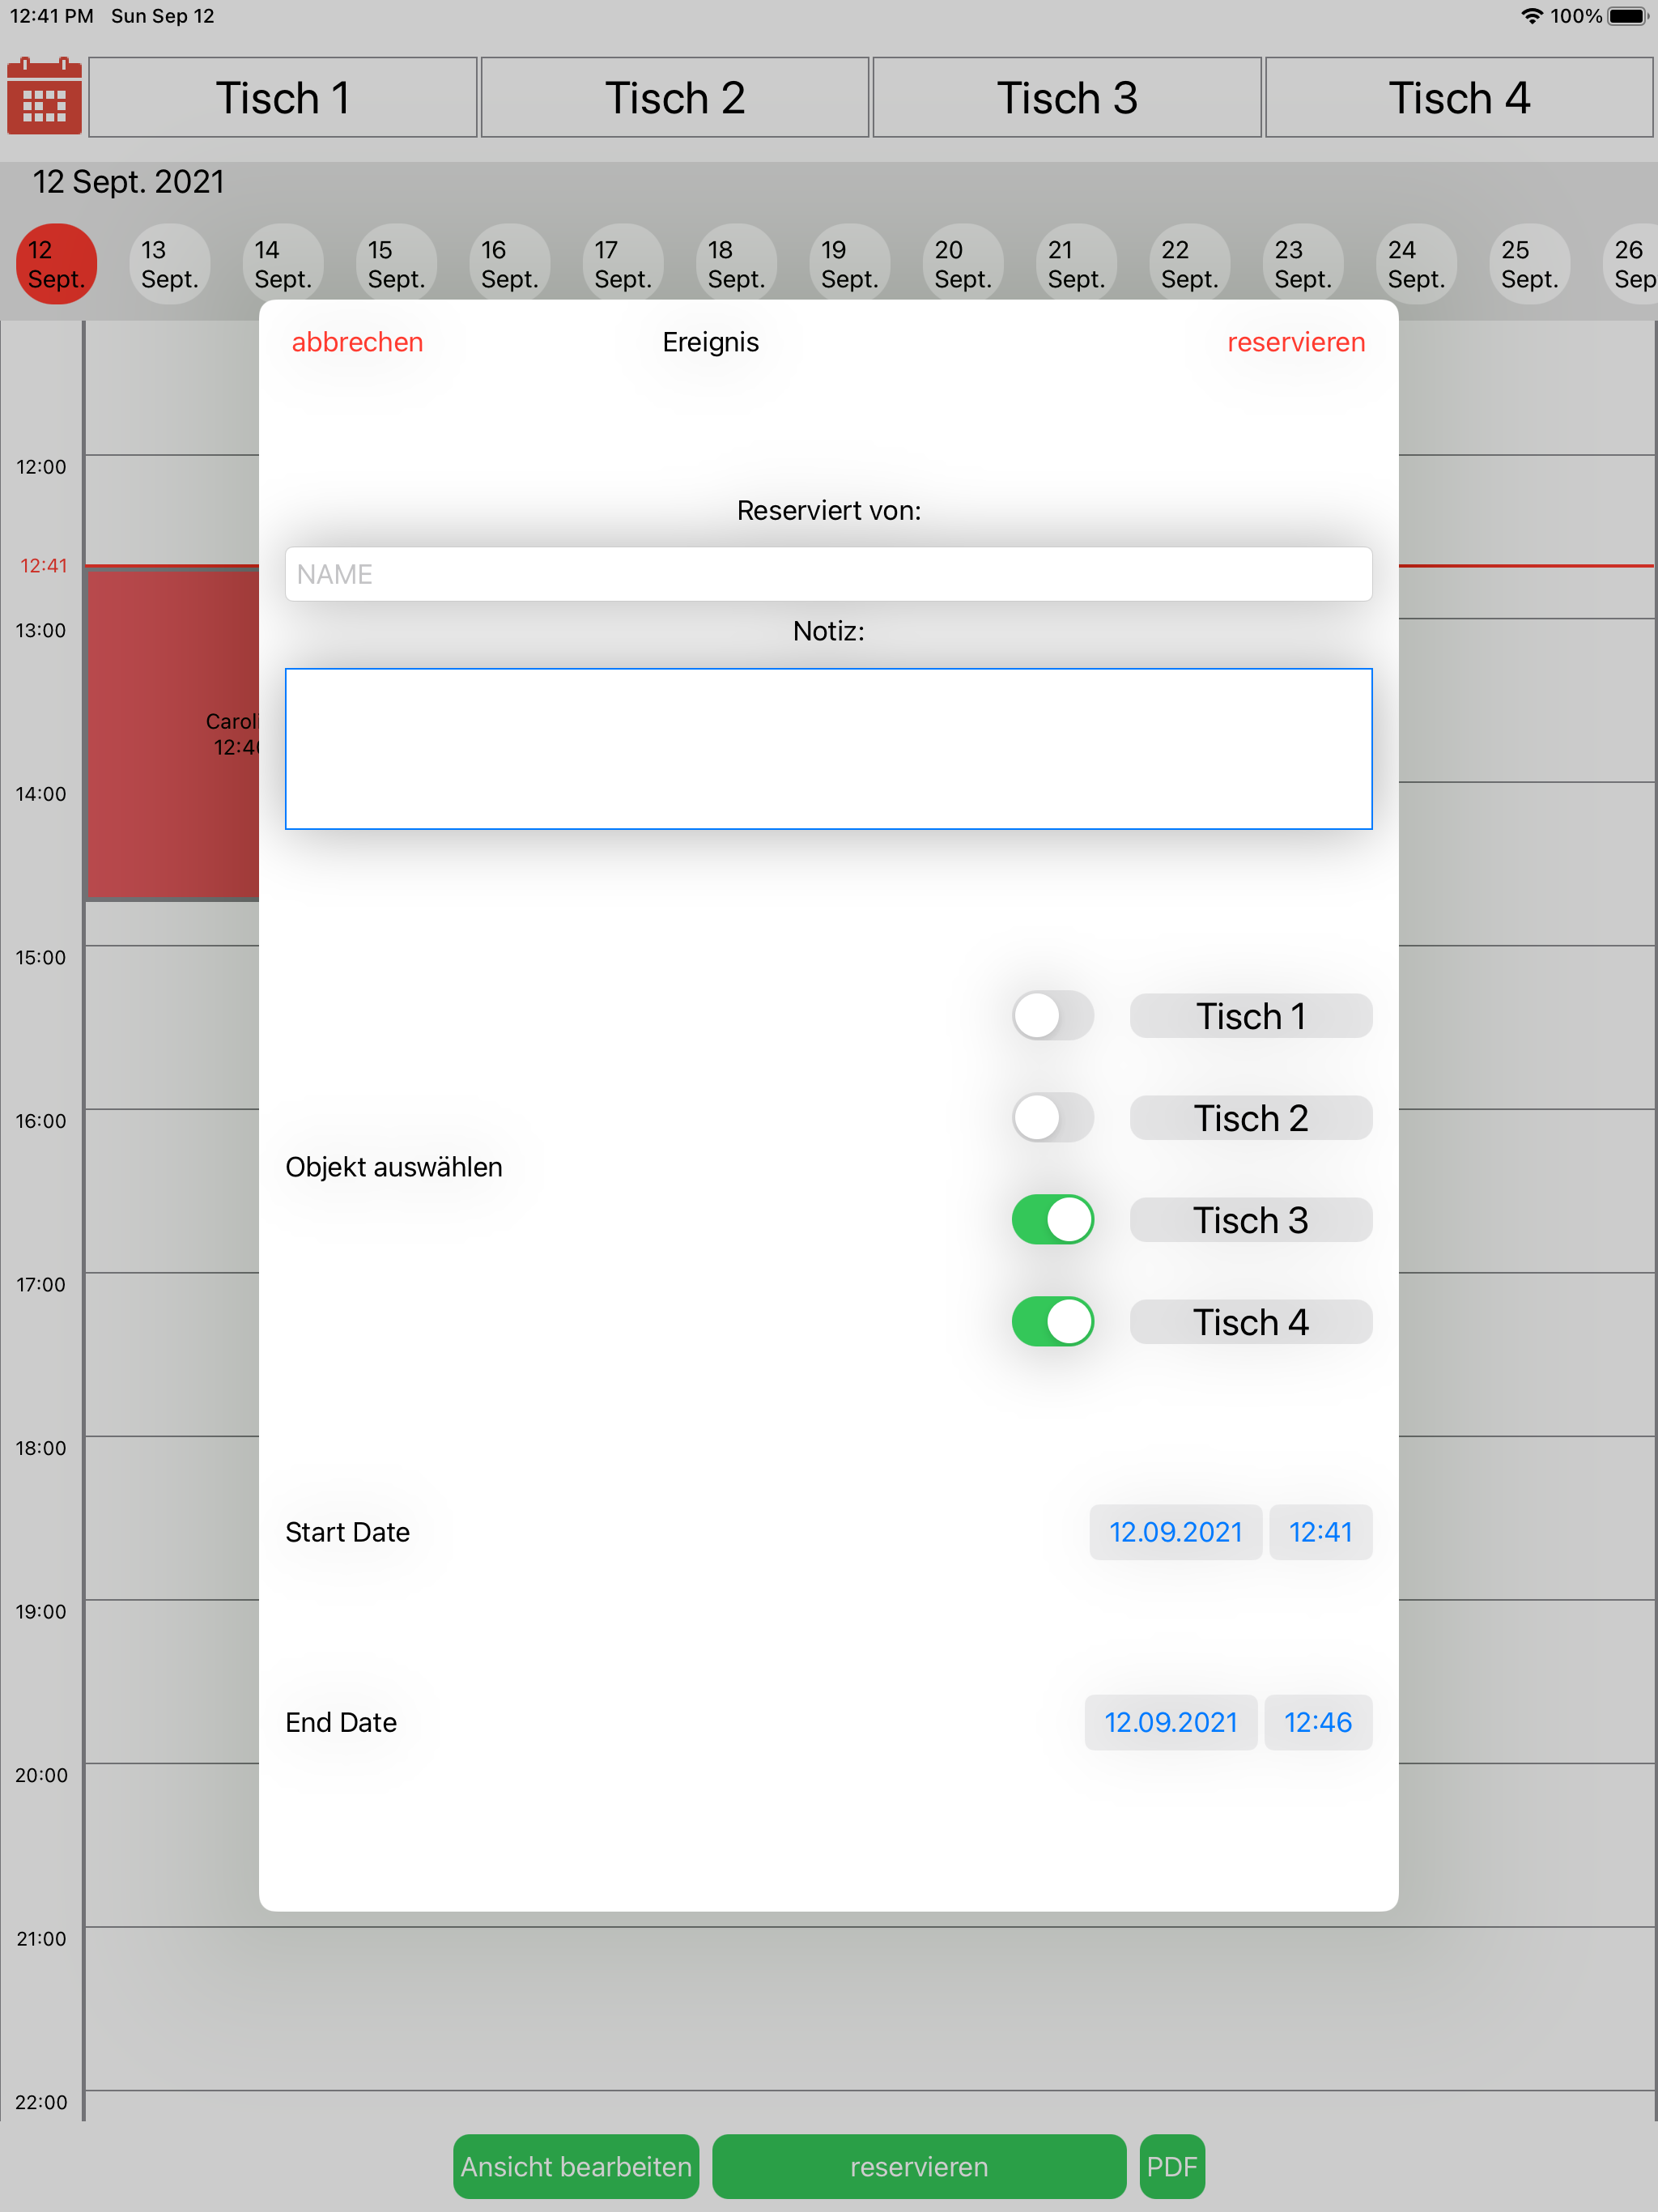 12:41 PM Sun Sep 12 100%
Tisch 1 Tisch 2 Tisch 3 Tisch 4
12 Sept. 2021
12 Sept.
13 Sept.
14 Sept.
15 Sept.
16 Sept.
17 Sept.
18 Sept.
19 Sept.
20 Sept.
21 Sept.
22 Sept.
23 Sept.
24 Sept.
25 Sept.
26 Sep
abbrechen Ereignis reservieren
12:00
Reserviert von:
12:41
NAME
13:00
Notiz:
Caroli
12:4
14:00
15:00
Tisch 1
16:00
Tisch 2
Objekt auswählen
Tisch 3
17:00
Tisch 4
18:00
Start Date 12.09.2021 12:41
19:00
End Date 12.09.2021 12:46
20:00
21:00
22:00
Ansicht bearbeiten reservieren PDF